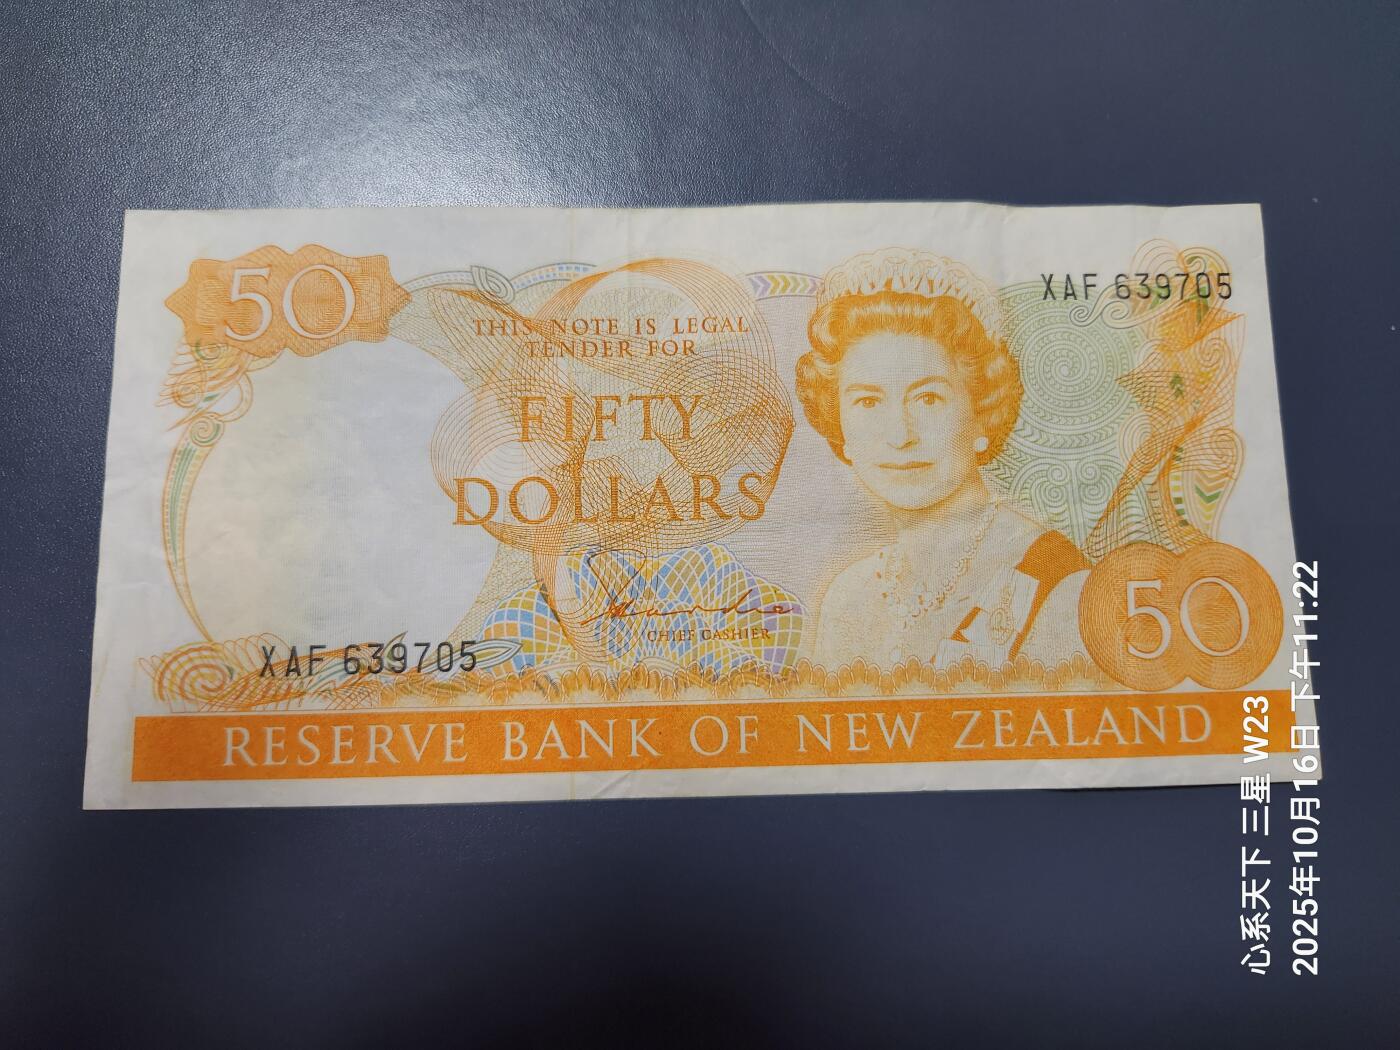 50
XAF 639705
THIS NOTE IS LEGAL
TENDER FOR
FIFTY
DOLLARS
CHIEF CASHIER
50
XAF 639705
RESERVE BANK OF NEW ZEALAND
心系天下 三星 W23
2025年10月16日 下午11:22